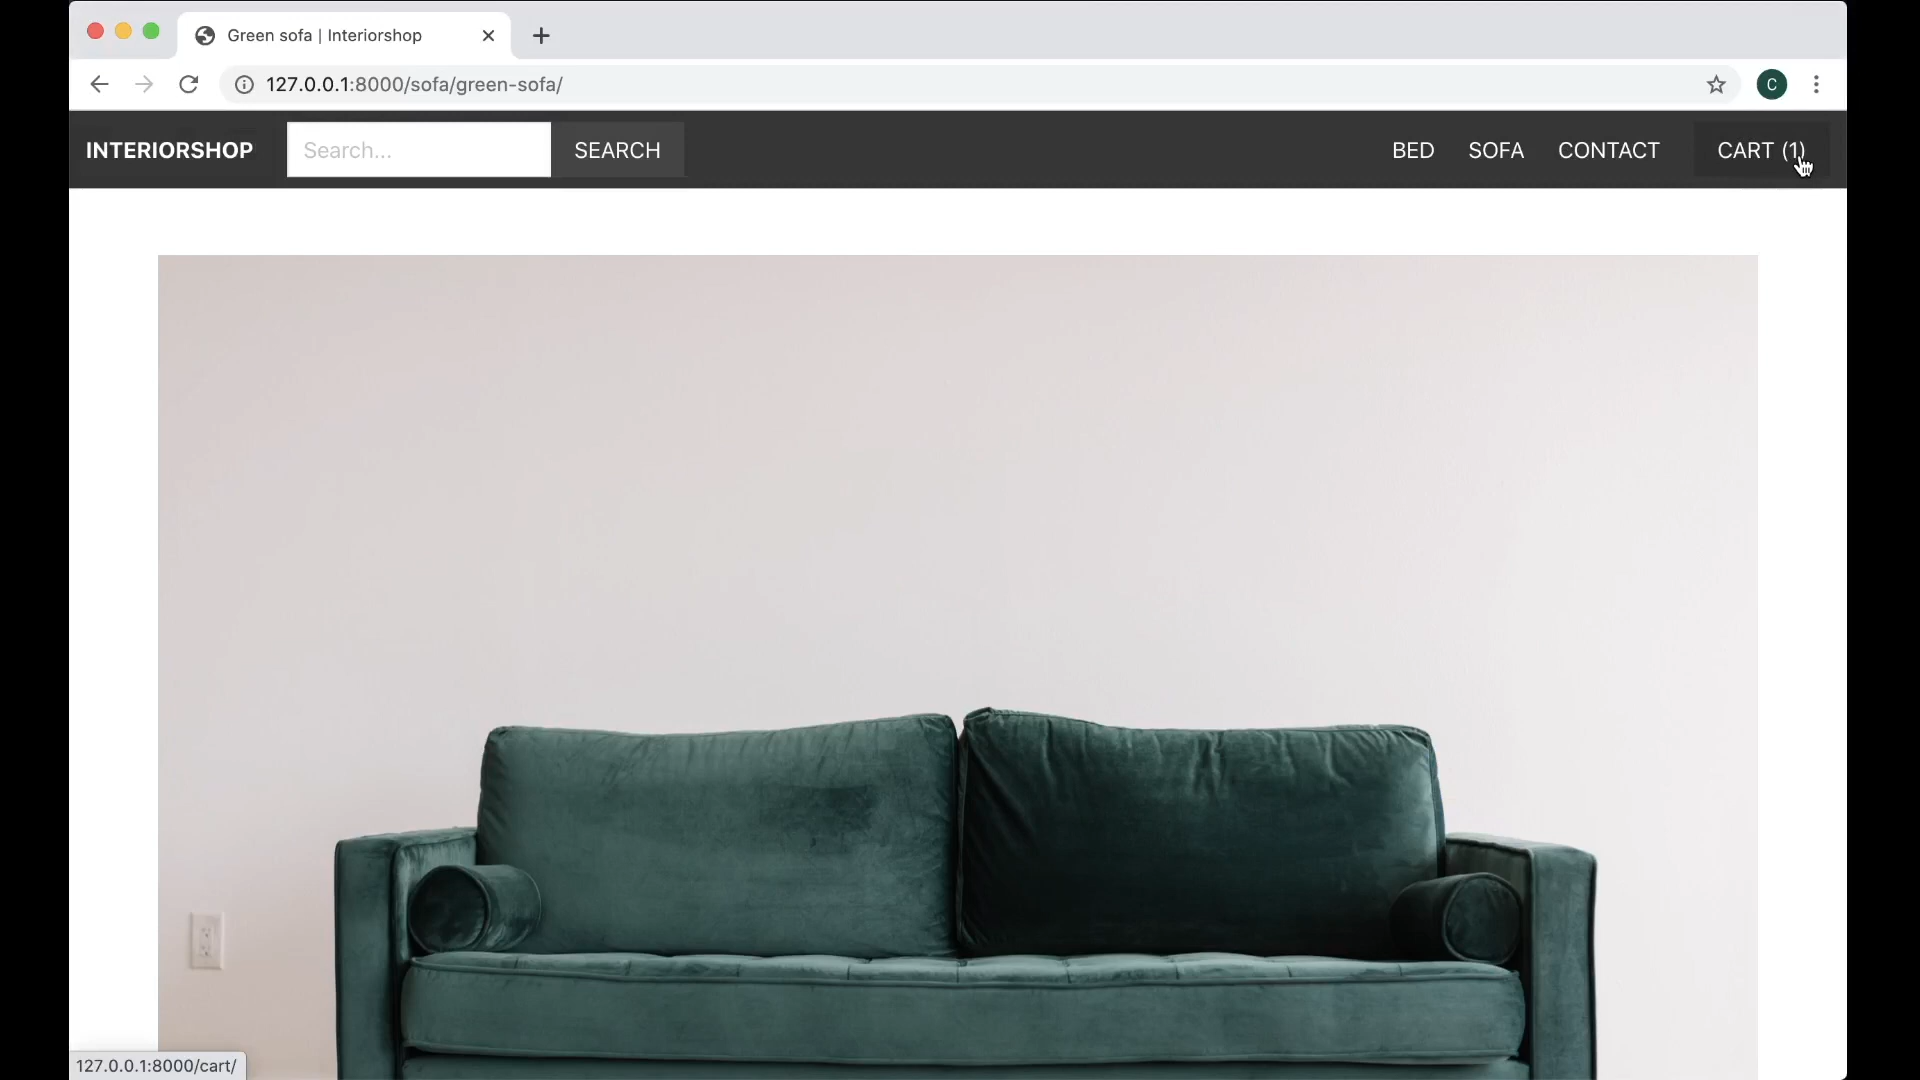 Green sofa | Interiorshop
127.0.0.1:8000/sofa/green-sofa/
C
INTERIORSHOP
Search...
SEARCH
BED
SOFA
CONTACT
CART (1)
127.0.0.1:8000/cart/